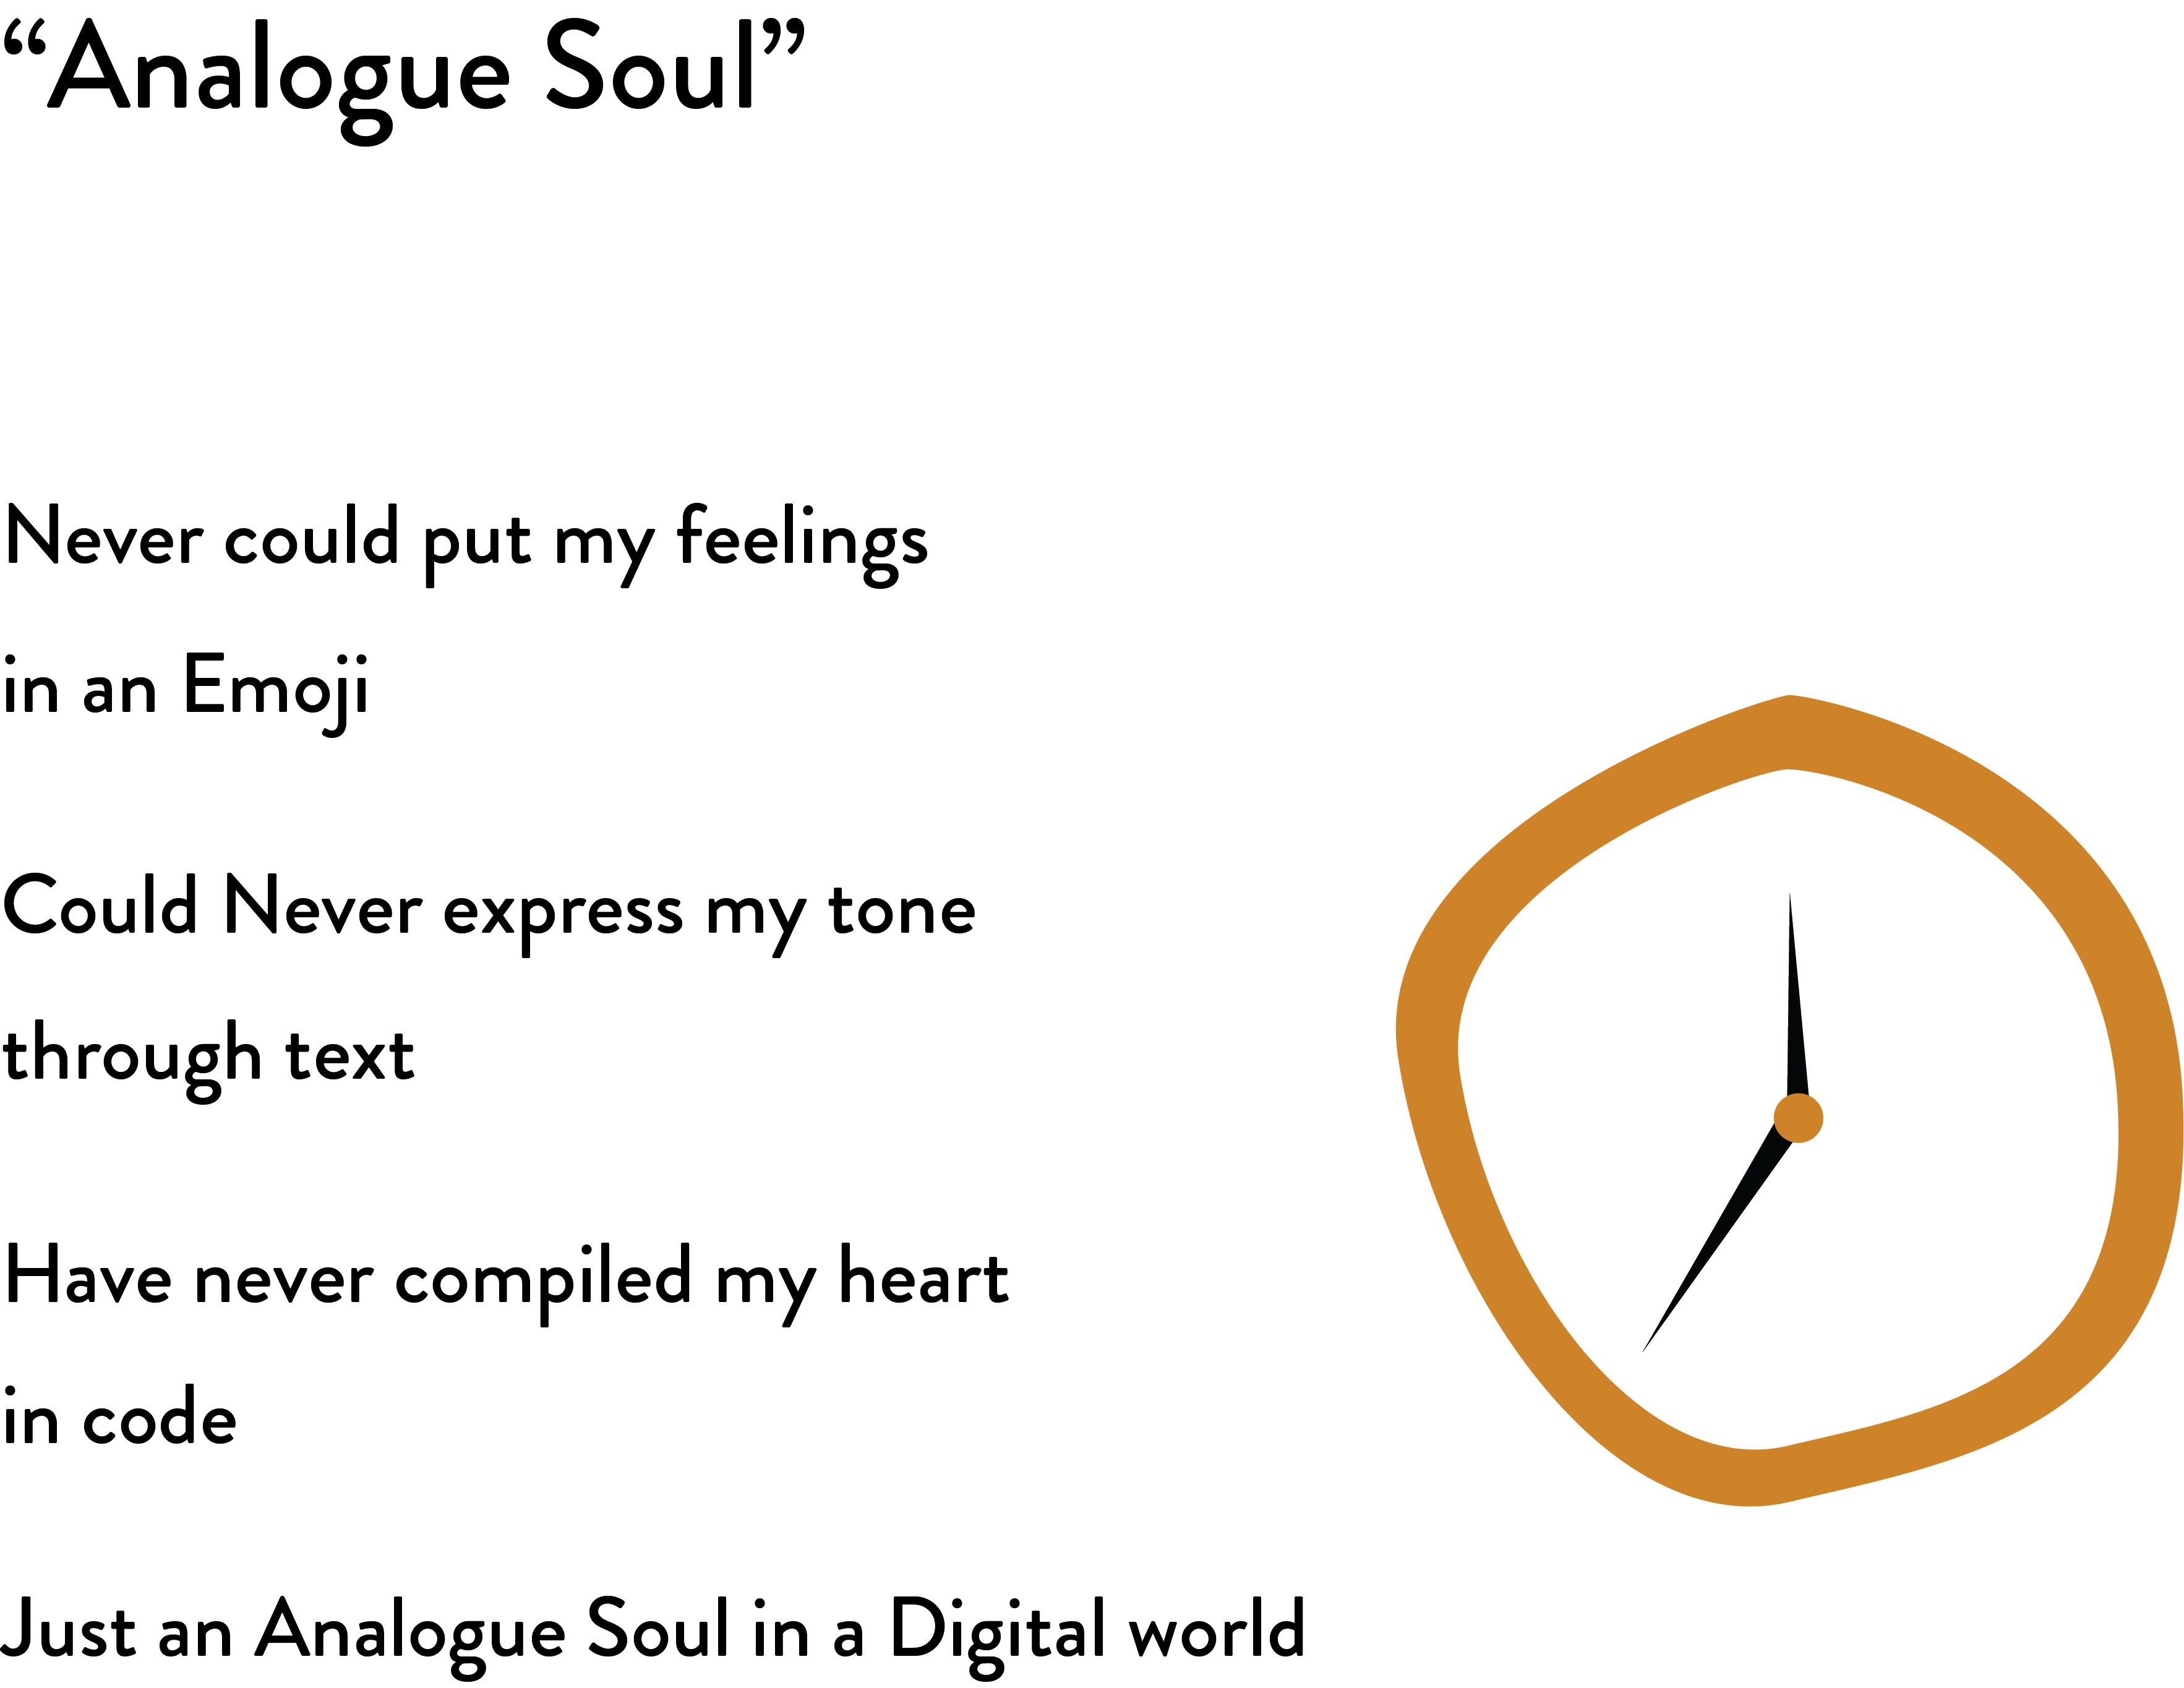 “Analogue Soul”
Never could put my feelings
in an Emoji
Could Never express my tone
through text
Have never compiled my heart
in code
Just an Analogue Soul in a Digital world